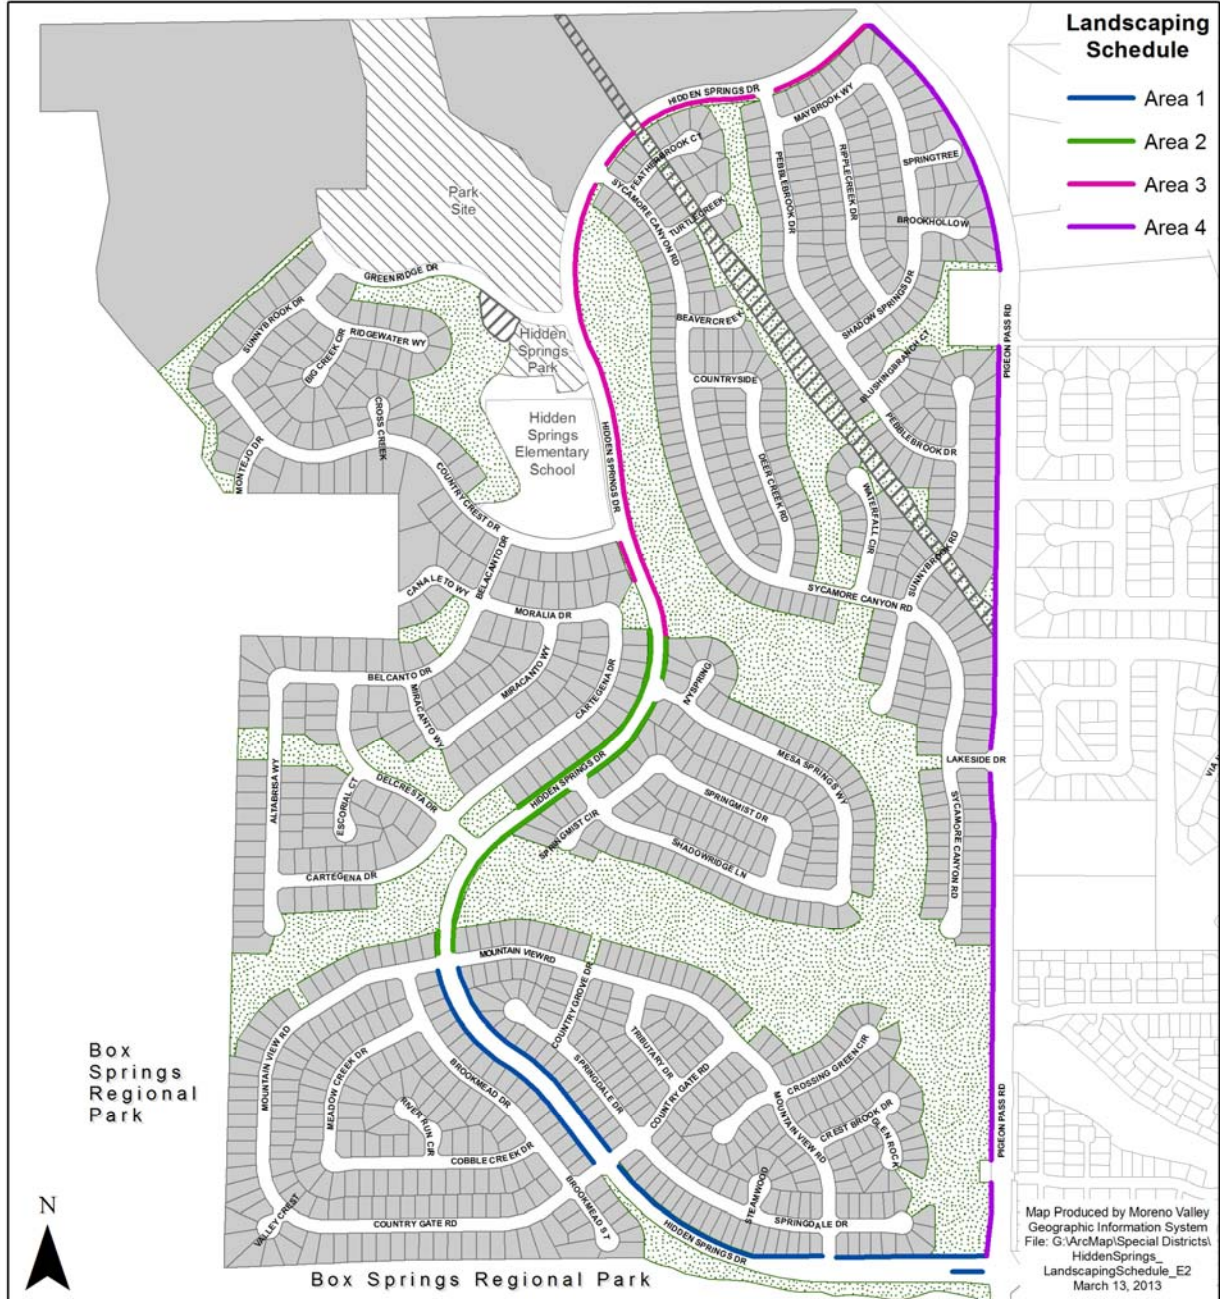 Landscaping
Schedule
Area 1
Area 2
Area 3
Area 4
HIDDEN SPRINGS DR
MAYBROOK WY
FEATHERBROOK CT
SPRINGTREE
RIPPLECREEK DR
PEBBLEBROOK DR
SYCAMORE CANYON RD
TURTLE CREEK
BROOKHOLLOW
Park
Site
GREENRIDGE DR
SUNNYBROOK DR
BEAVERCREEK
SHADOW SPRINGS DR
PIGEON PASS RD
RIDGEWATER WY
BIG CREEK CIR
Hidden
Springs
Park
BLUSHINGBRANCH CT
COUNTRYSIDE
CROSS CREEK
Hidden
Springs
Elementary
School
HIDDEN SPRINGS DR
PEBBLEBROOK DR
MONTEJO DR
COUNTRY CREST DR
DEER CREEK RD
WATERFALL CIR
BELACANTO DR
SUNNYBROOK RD
CANALETO WY
SYCAMORE CANYON RD
MORALIA DR
MIRACANTO WY
BELCANTO DR
CARTEGENA DR
IVYSPRING
MIRACANTO WY
MESA SPRINGS WY
LAKESIDE DR
VIA
ALTABRISA WY
HIDDEN SPRINGS DR
DELCRESTA DR
ESCORIAL CT
SPRINGMIST DR
SPRINGMIST CIR
SYCAMORE CANYON RD
SHADOWRIDGE LN
CARTEGENA DR
MOUNTAIN VIEW RD
COUNTRY GROVE DR
MOUNTAIN VIEW RD
Box
Springs
Regional
Park
MEADOW CREEK DR
BROOKMEAD DR
TRIBUTARY DR
SPRINGDALE DR
COUNTRY GATE RD
CROSSING GREEN CIR
PIGEON PASS RD
RIVER RUN CIR
MOUNTAIN VIEW RD
CREST BROOK DR
GLEN ROCK
COBBLE CREEK DR
BROOKMEAD ST
STEAMWOOD
VALLEY CREST
COUNTRY GATE RD
SPRINGDALE DR
HIDDEN SPRINGS DR
N
Box Springs Regional Park
Map Produced by Moreno Valley
Geographic Information System
File: G:\ArcMap\Special Districts\
HiddenSprings_
LandscapingSchedule_E2
March 13, 2013